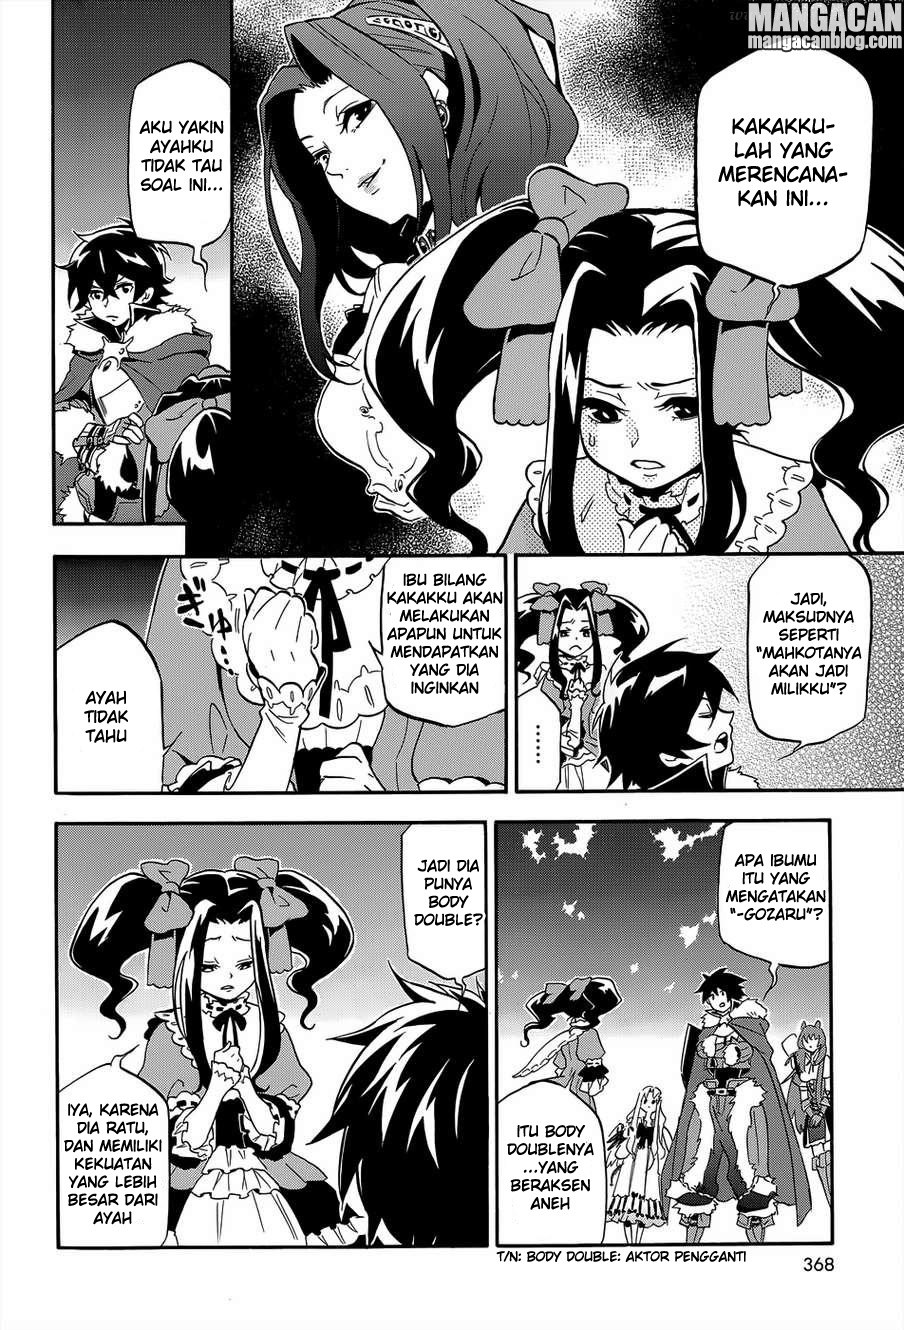 MANGACAN
mangacanblog.com
KAKAKKU-
LAH YANG
MERENCANA-
KAN INI...
AKU YAKIN
AYAHKU
TIDAK TAU
SOAL INI...
JADI,
MAKSUDNYA
SEPERTI
"MAHKOTANYA
AKAN JADI
MILIKKU"?
......
IBU BILANG
KAKAKKU AKAN
MELAKUKAN
APAPUN UNTUK
MENDAPATKAN
YANG DIA
INGINKAN
ぎゅ
AYAH
TIDAK
TAHU
APA IBUMU
ITU YANG
MENGATAKAN
"-GOZARU"?
ITU BODY
DOUBLENYA
...YANG
BERAKSEN
ANEH
JADI DIA
PUNYA
BODY
DOUBLE?
IYA, KARENA
DIA RATU,
DAN MEMILIKI
KEKUATAN
YANG LEBIH
BESAR DARI
AYAH
T/N: BODY DOUBLE: AKTOR PENGGANTI
368